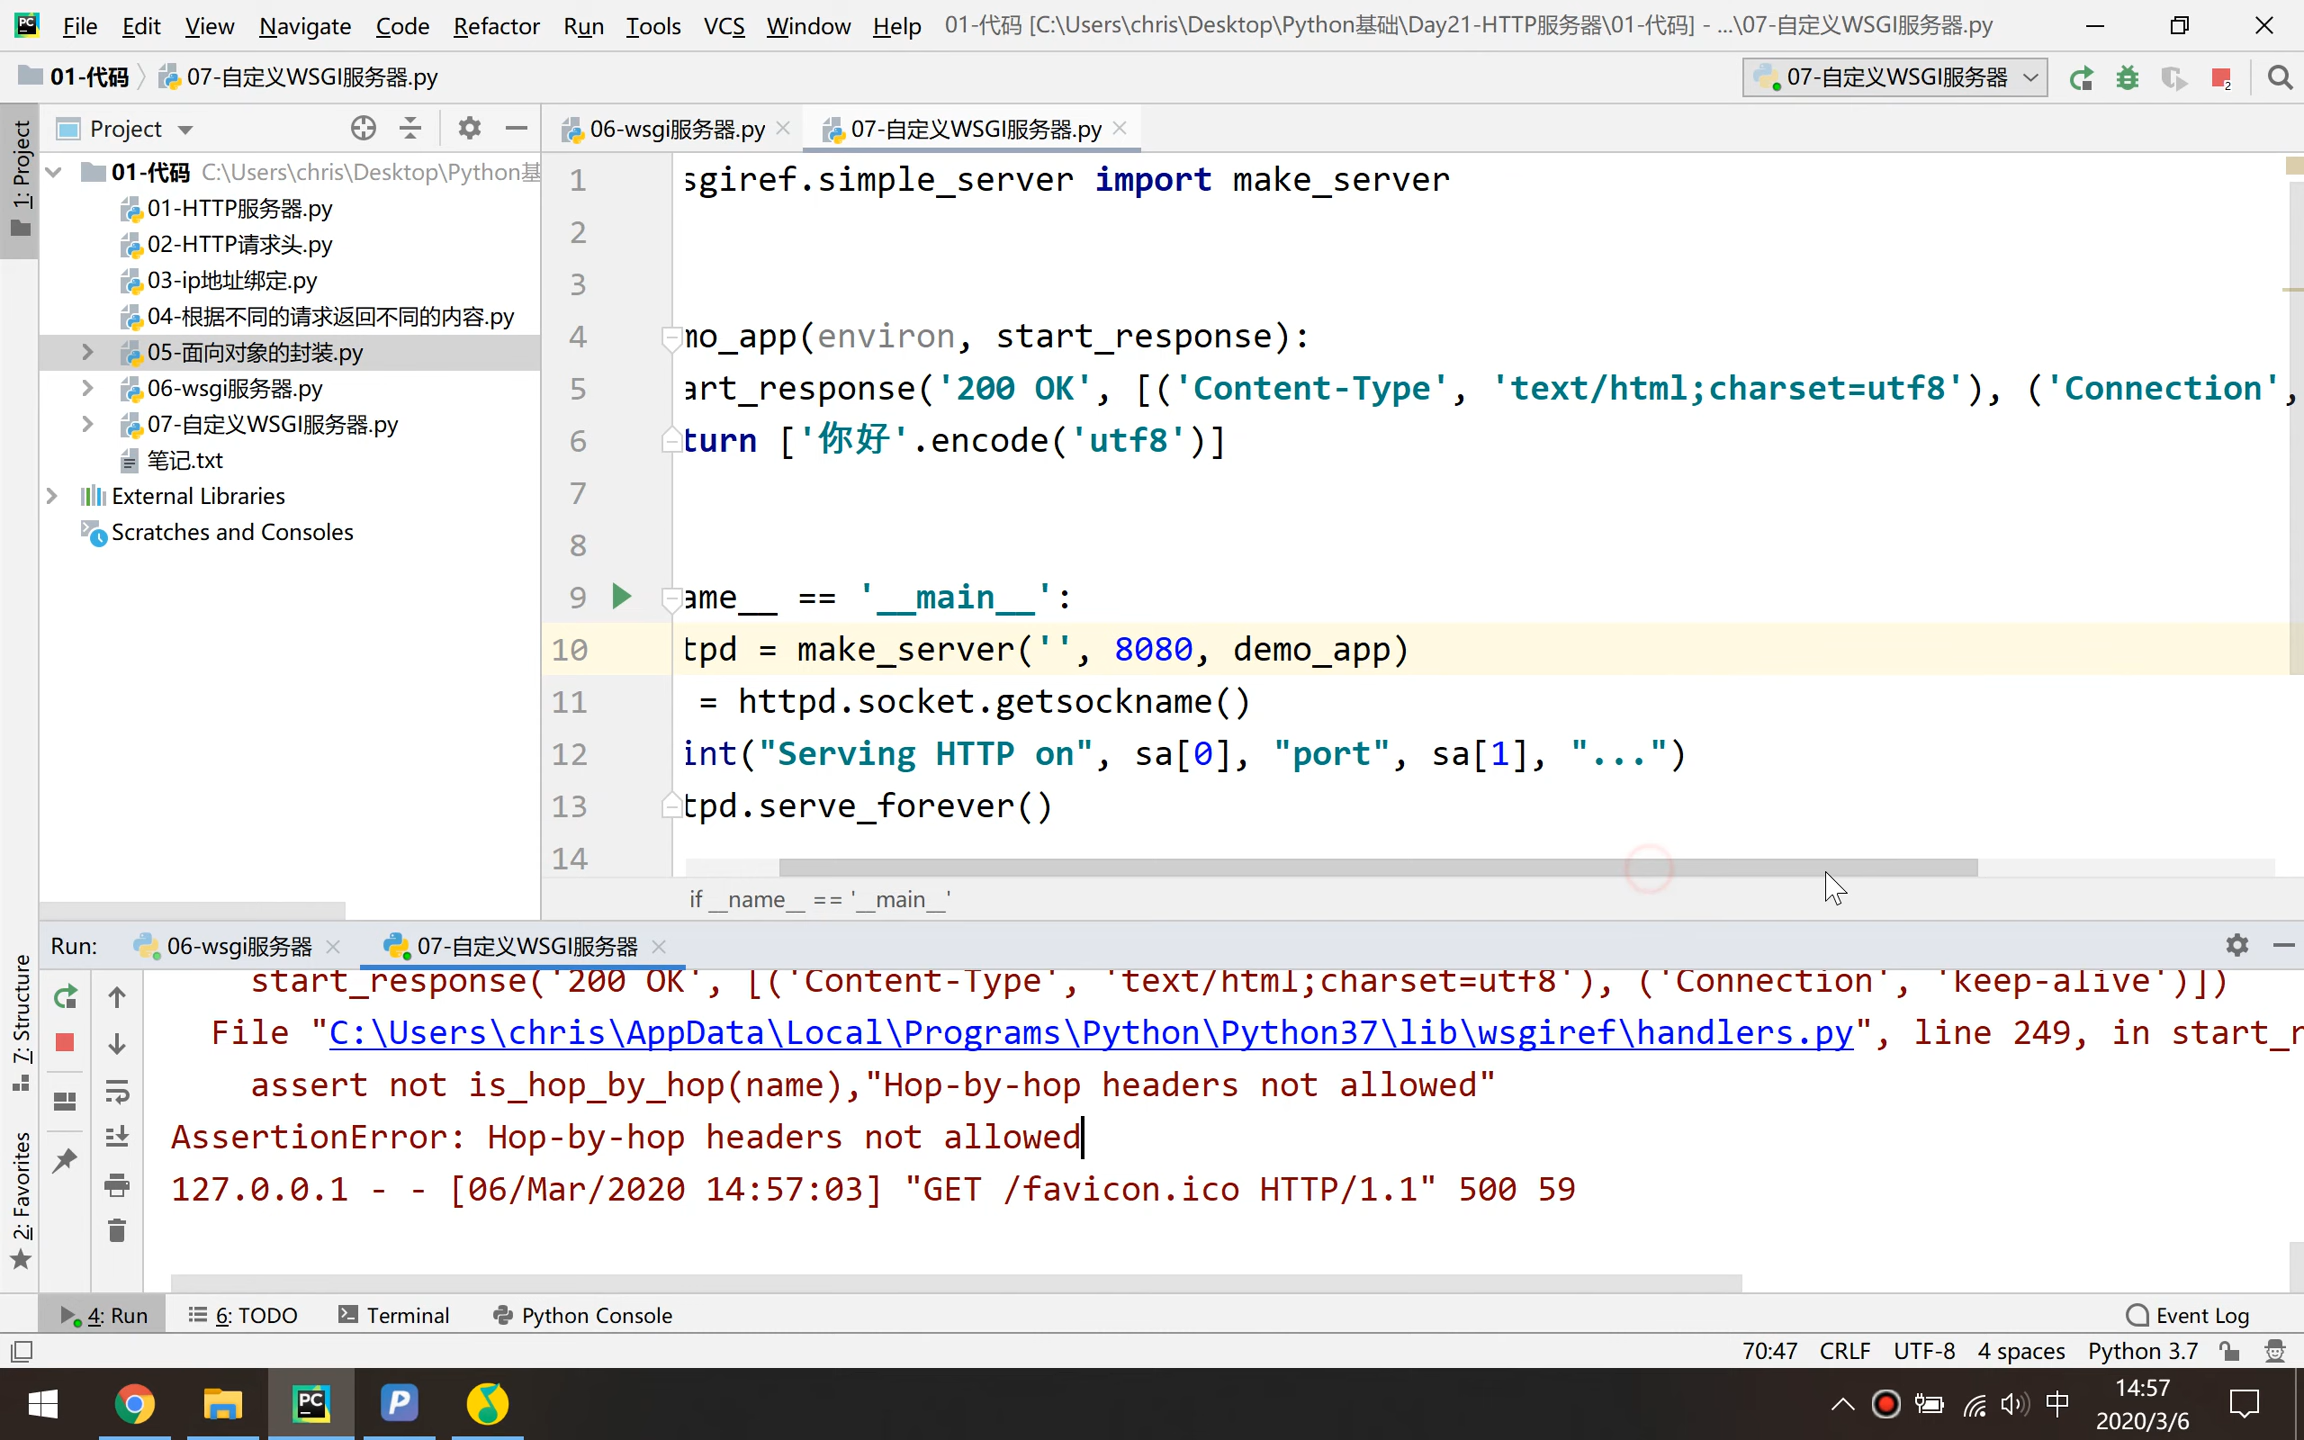 File Edit View Navigate Code Refactor Run Tools VCS Window Help 01-代码 [C:\Users\chris\Desktop\Python基础\Day21-HTTP服务器\01-代码] - ...\07-自定义WSGI服务器.py
01-代码 07-自定义WSGI服务器.py 07-自定义WSGI服务器 2
1: Project
Project
06-wsgi服务器.py 07-自定义WSGI服务器.py
01-代码 C:\Users\chris\Desktop\Python基
01-HTTP服务器.py
02-HTTP请求头.py
03-ip地址绑定.py
04-根据不同的请求返回不同的内容.py
05-面向对象的封装.py
06-wsgi服务器.py
07-自定义WSGI服务器.py
笔记.txt
External Libraries
Scratches and Consoles
1 sgiref.simple_server import make_server
2
3
4 mo_app(environ, start_response):
5 art_response('200 OK', [('Content-Type', 'text/html;charset=utf8'), ('Connection',
6 turn ['你好'.encode('utf8')]
7
8
9 ame__ == '__main__':
10 tpd = make_server('', 8080, demo_app)
11 = httpd.socket.getsockname()
12 int("Serving HTTP on", sa[0], "port", sa[1], "...")
13 tpd.serve_forever()
14
if __name__ == '__main__'
Run: 06-wsgi服务器 07-自定义WSGI服务器
7: Structure
2: Favorites
start_response('200 OK', [('Content-Type', 'text/html;charset=utf8'), ('Connection', 'keep-alive')])
File "C:\Users\chris\AppData\Local\Programs\Python\Python37\lib\wsgiref\handlers.py", line 249, in start_r
assert not is_hop_by_hop(name),"Hop-by-hop headers not allowed"
AssertionError: Hop-by-hop headers not allowed
127.0.0.1 - - [06/Mar/2020 14:57:03] "GET /favicon.ico HTTP/1.1" 500 59
4: Run 6: TODO Terminal Python Console Event Log
70:47 CRLF UTF-8 4 spaces Python 3.7
中 14:57
2020/3/6